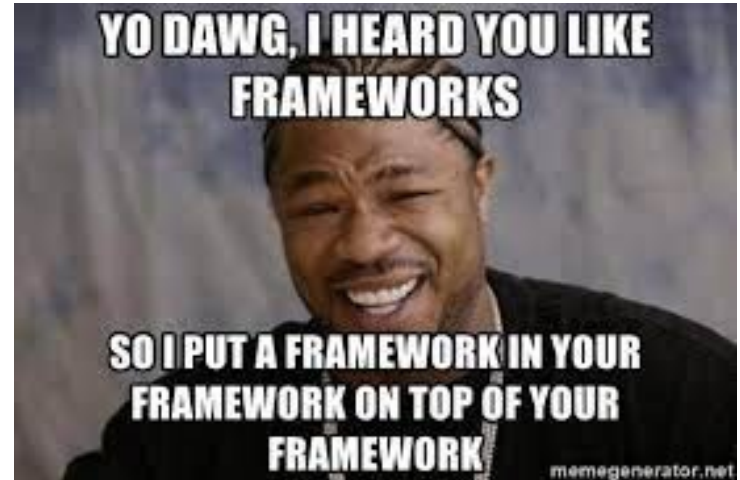 YO DAWG, I HEARD YOU LIKE
FRAMEWORKS
SO I PUT A FRAMEWORK IN YOUR
FRAMEWORK ON TOP OF YOUR
FRAMEWORK
memegenerator.net